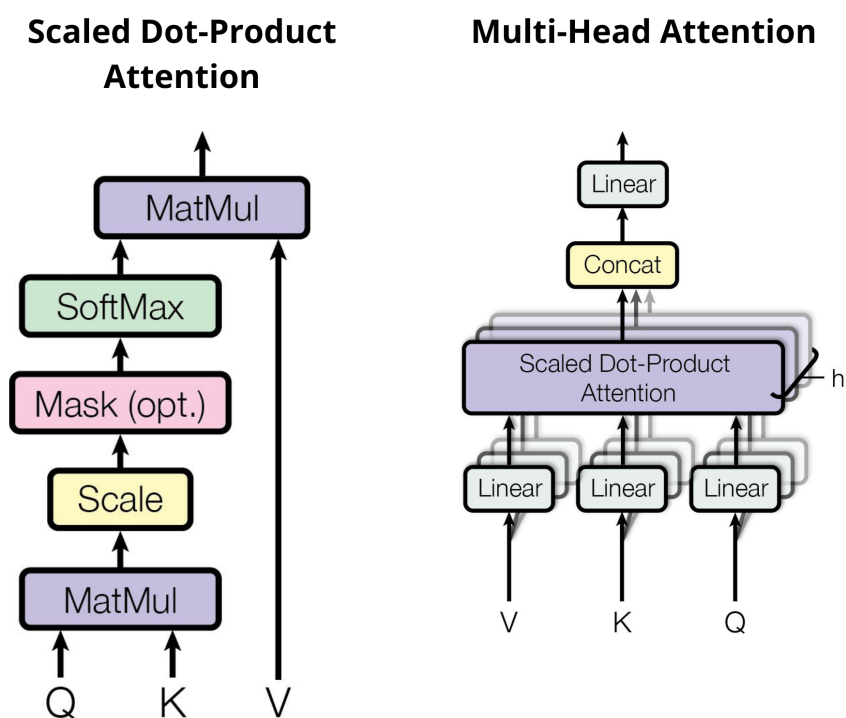 Scaled Dot-Product
Attention
MatMul
SoftMax
Mask (opt.)
Scale
MatMul
Q K V
Multi-Head Attention
Linear
Concat
Scaled Dot-Product
Attention
h
Linear Linear Linear
V K Q